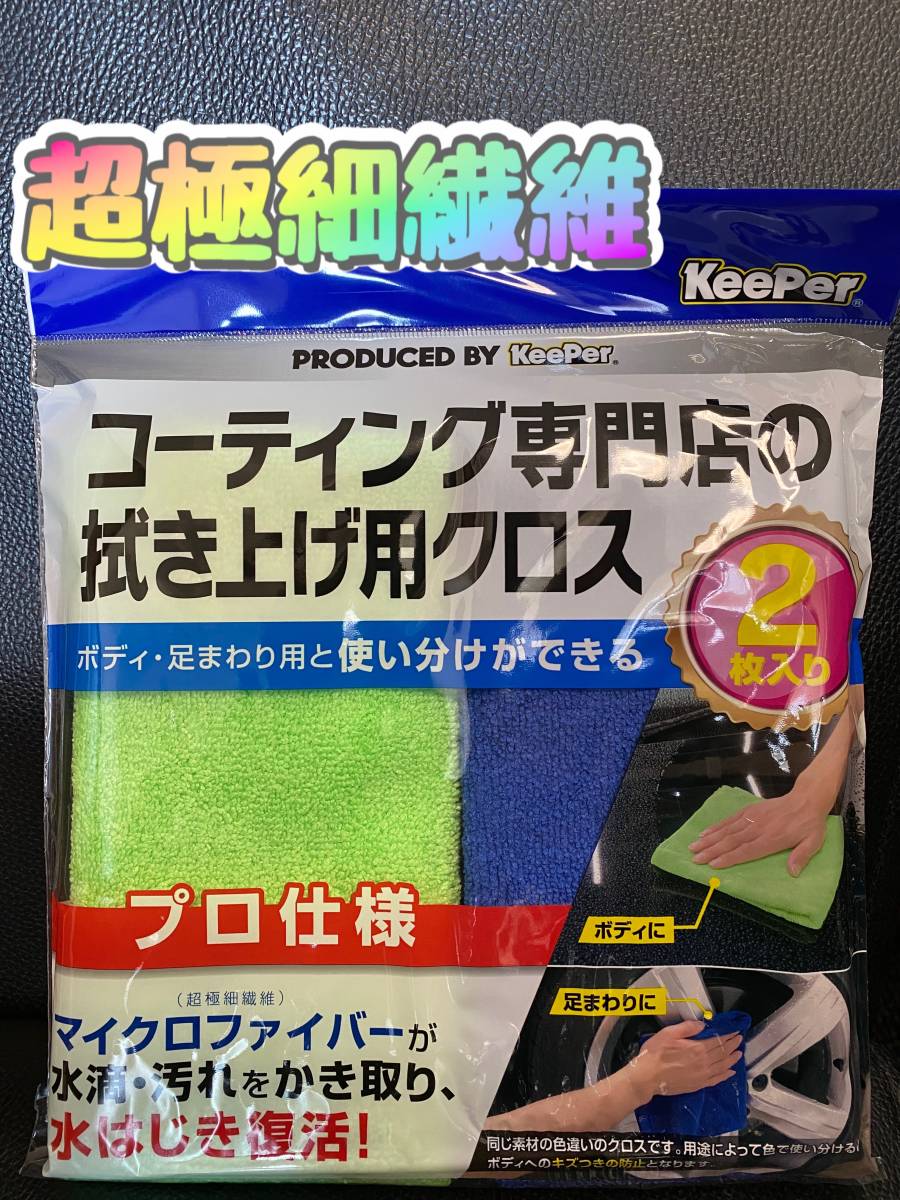 超極細繊維
KeePer
PRODUCED BY KeePer
コーティング専門店の
拭き上げ用クロス
2
枚入り
ボディ・足まわり用と使い分けができる
プロ仕様
ボディに
足まわりに
(超極細繊維)
マイクロファイバーが
水滴・汚れをかき取り、
水はじき復活!
同じ素材の色違いのクロスです。用途によって色で使い分ける
ボディへのキズつきの防止となります。